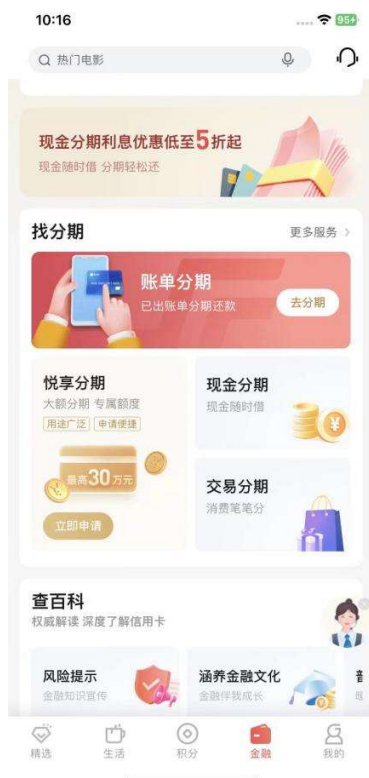 10:16
95
热门电影
现金分期利息优惠低至5折起
现金随时借 分期轻松还
找分期
更多服务
账单分期
已出账单分期还款
去分期
悦享分期
大额分期 专属额度
用途广泛 申请便捷
最高30万元
立即申请
现金分期
现金随时借
交易分期
消费笔笔分
查百科
权威解读 深度了解信用卡
风险提示
金融知识宣传
涵养金融文化
金融伴我成长
精选
生活
积分
金融
我的